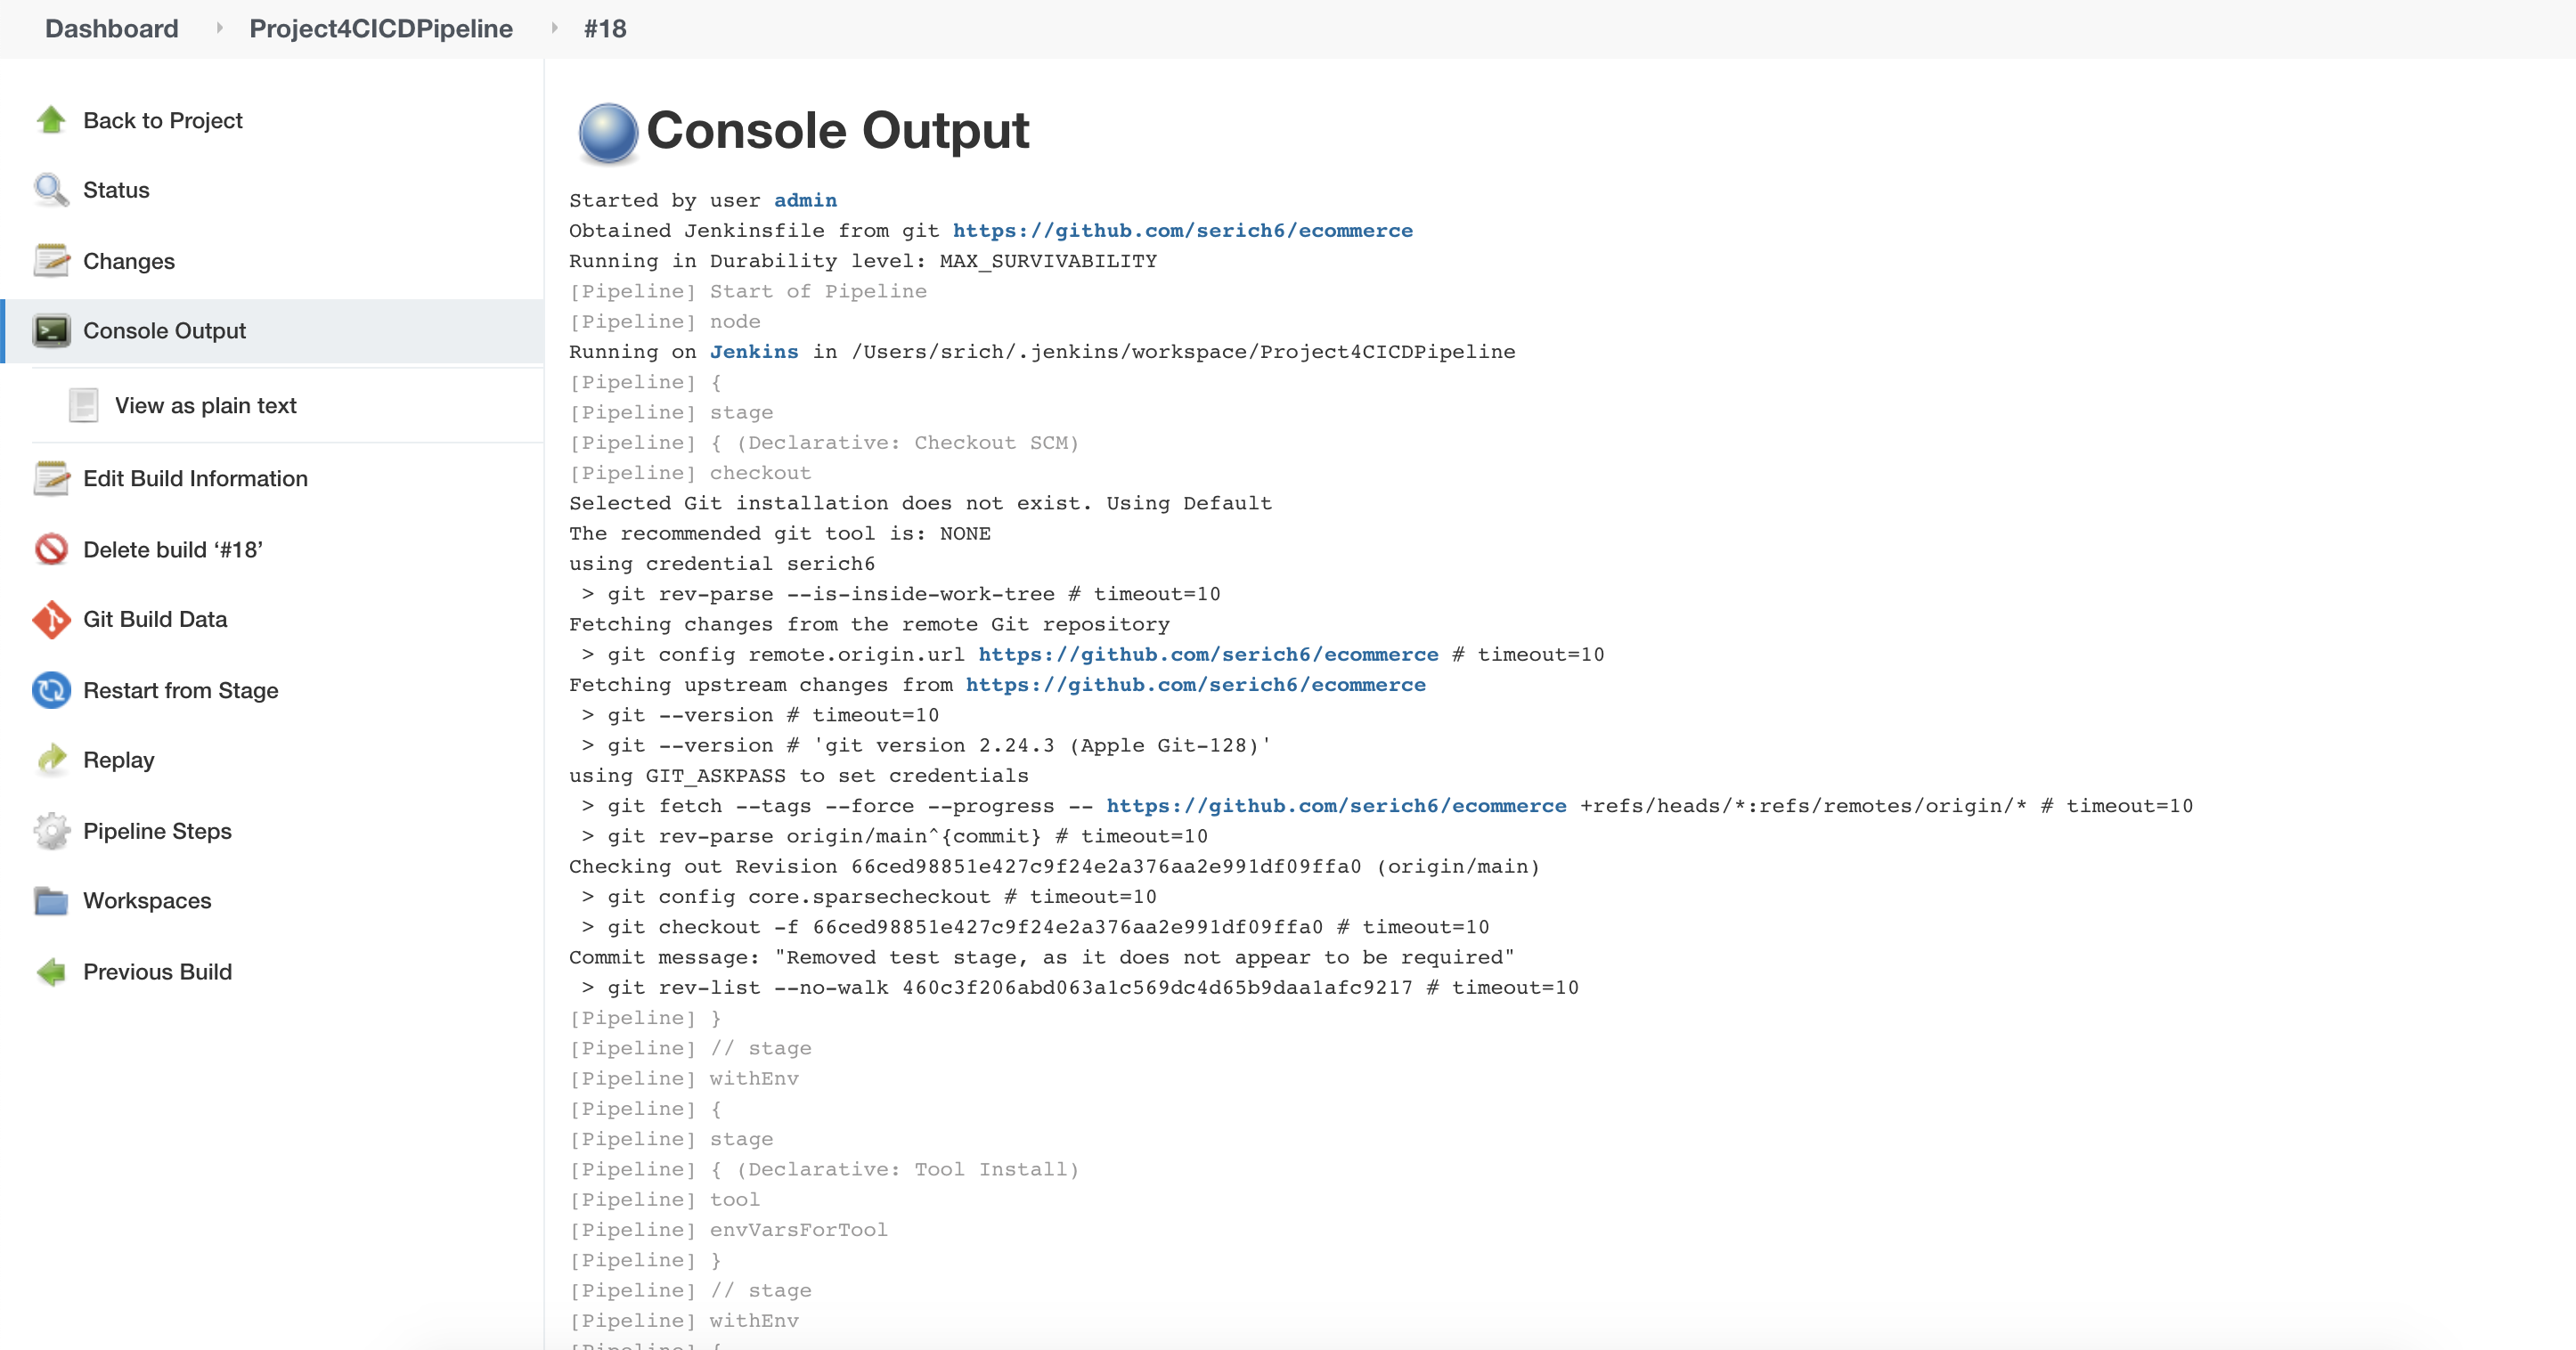 Dashboard
Project4CICDPipeline
#18
Back to Project
Status
Changes
Console Output
View as plain text
Edit Build Information
Delete build ‘#18’
Git Build Data
Restart from Stage
Replay
Pipeline Steps
Workspaces
Previous Build
Console Output
Started by user admin
Obtained Jenkinsfile from git https://github.com/serich6/ecommerce
Running in Durability level: MAX_SURVIVABILITY
[Pipeline] Start of Pipeline
[Pipeline] node
Running on Jenkins in /Users/srich/.jenkins/workspace/Project4CICDPipeline
[Pipeline] {
[Pipeline] stage
[Pipeline] { (Declarative: Checkout SCM)
[Pipeline] checkout
Selected Git installation does not exist. Using Default
The recommended git tool is: NONE
using credential serich6
> git rev-parse --is-inside-work-tree # timeout=10
Fetching changes from the remote Git repository
> git config remote.origin.url https://github.com/serich6/ecommerce # timeout=10
Fetching upstream changes from https://github.com/serich6/ecommerce
> git --version # timeout=10
> git --version # 'git version 2.24.3 (Apple Git-128)'
using GIT_ASKPASS to set credentials
> git fetch --tags --force --progress -- https://github.com/serich6/ecommerce +refs/heads/*:refs/remotes/origin/* # timeout=10
> git rev-parse origin/main^{commit} # timeout=10
Checking out Revision 66ced98851e427c9f24e2a376aa2e991df09ffa0 (origin/main)
> git config core.sparsecheckout # timeout=10
> git checkout -f 66ced98851e427c9f24e2a376aa2e991df09ffa0 # timeout=10
Commit message: "Removed test stage, as it does not appear to be required"
> git rev-list --no-walk 460c3f206abd063a1c569dc4d65b9daa1afc9217 # timeout=10
[Pipeline] }
[Pipeline] // stage
[Pipeline] withEnv
[Pipeline] {
[Pipeline] stage
[Pipeline] { (Declarative: Tool Install)
[Pipeline] tool
[Pipeline] envVarsForTool
[Pipeline] }
[Pipeline] // stage
[Pipeline] withEnv
[Pipeline] {